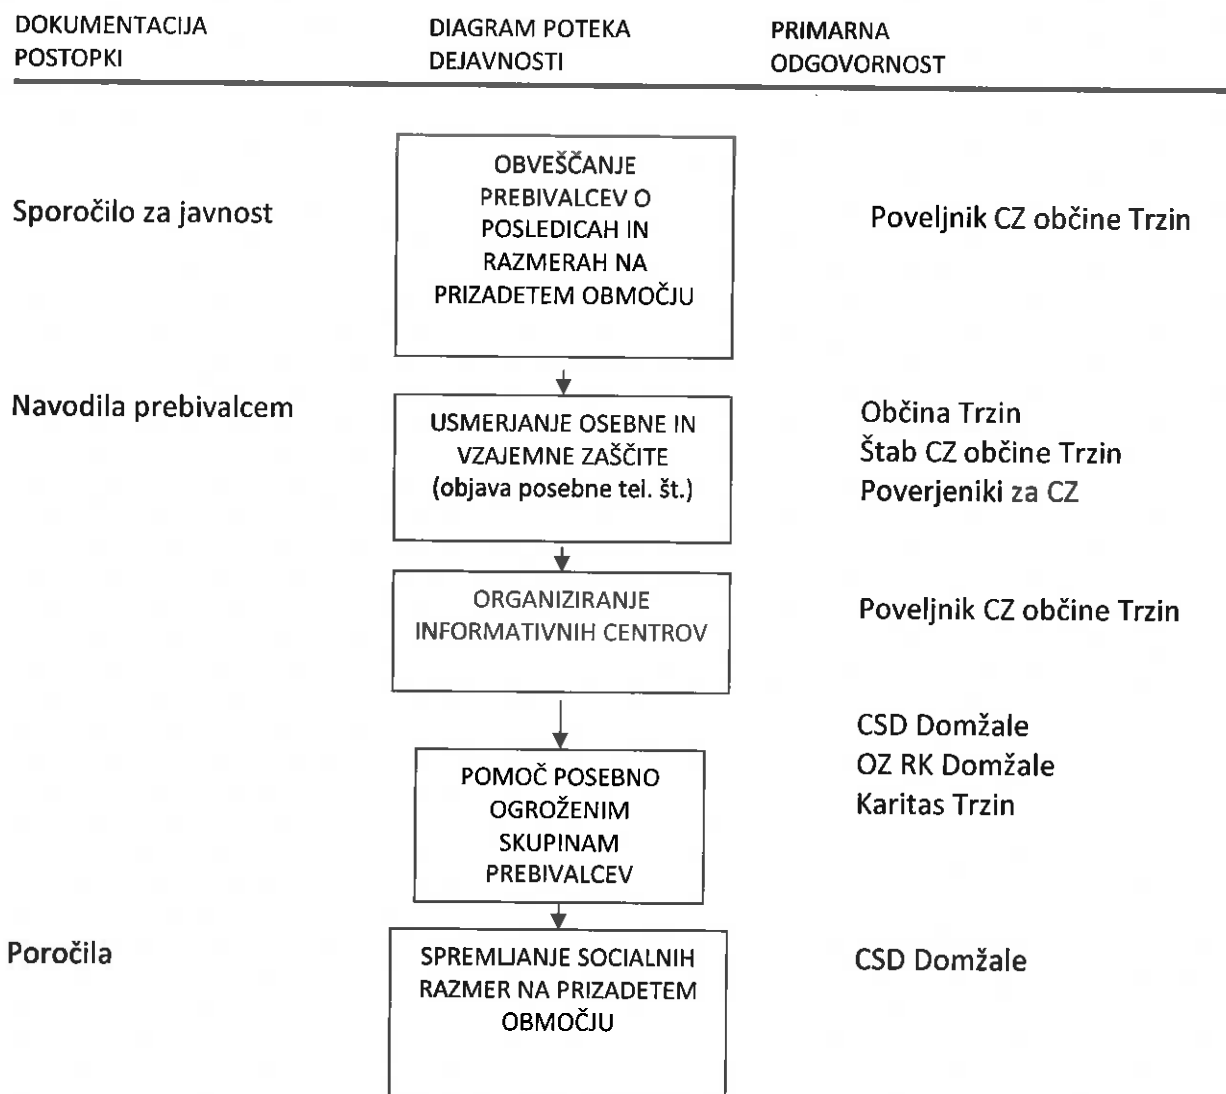 DOKUMENTACIJA
POSTOPKI
DIAGRAM POTEKA
DEJAVNOSTI
PRIMARNA
ODGOVORNOST
Sporočilo za javnost
OBVEŠČANJE
PREBIVALCEV O
POSLEDICAH IN
RAZMERAH NA
PRIZADETEM OBMOČJU
Poveljnik CZ občine Trzin
Navodila prebivalcem
USMERJANJE OSEBNE IN
VZAJEMNE ZAŠČITE
(objava posebne tel. št.)
Občina Trzin
Štab CZ občine Trzin
Poverjeniki za CZ
ORGANIZIRANJE
INFORMATIVNIH CENTROV
Poveljnik CZ občine Trzin
POMOČ POSEBNO
OGROŽENIM
SKUPINAM
PREBIVALCEV
CSD Domžale
OZ RK Domžale
Karitas Trzin
Poročila
SPREMLJANJE SOCIALNIH
RAZMER NA PRIZADETEM
OBMOČJU
CSD Domžale